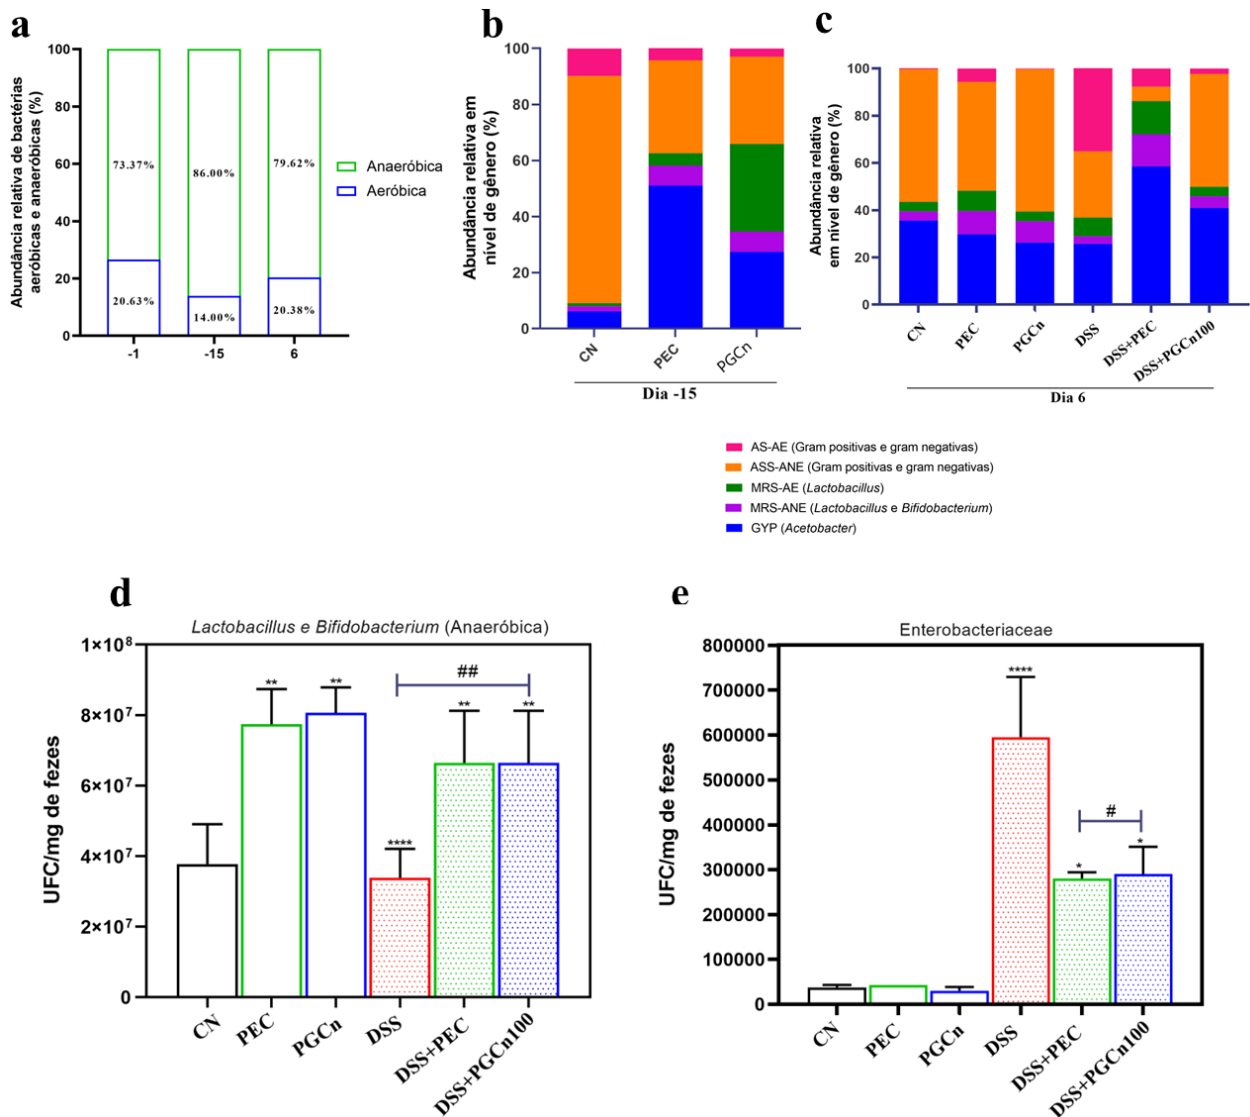 a
Abundância relativa de bactérias
aeróbicas e anaeróbicas (%)
100
80
60
40
20
0
73.37%
86.00%
79.62%
20.63%
14.00%
20.38%
-1
-15
6
Anaeróbica
Aeróbica
b
Abundância relativa em
nível de gênero (%)
100
80
60
40
20
0
CN
PEC
PGCn
Dia -15
c
Abundância relativa
em nível de gênero (%)
100
80
60
40
20
0
CN
PEC
PGCn
DSS
DSS+PEC
DSS+PGCn100
Dia 6
AS-AE (Gram positivas e gram negativas)
ASS-ANE (Gram positivas e gram negativas)
MRS-AE (Lactobacillus)
MRS-ANE (Lactobacillus e Bifidobacterium)
GYP (Acetobacter)
d
Lactobacillus e Bifidobacterium (Anaeróbica)
UFC/mg de fezes
1×10⁸
8×10⁷
6×10⁷
4×10⁷
2×10⁷
0
**
**
****
**
**
##
CN
PEC
PGCn
DSS
DSS+PEC
DSS+PGCn100
e
Enterobacteriaceae
UFC/mg de fezes
800000
700000
600000
500000
400000
300000
200000
100000
0
****
*
*
#
CN
PEC
PGCn
DSS
DSS+PEC
DSS+PGCn100